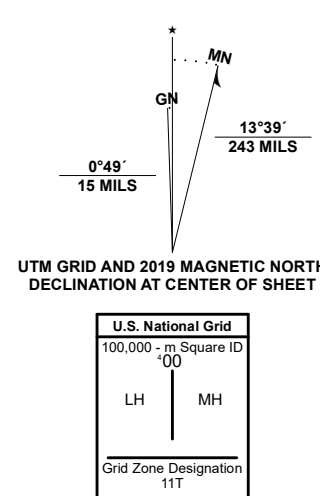 ★
MN
GN
13°39´
243 MILS
0°49´
15 MILS
UTM GRID AND 2019 MAGNETIC NORTH
DECLINATION AT CENTER OF SHEET
U.S. National Grid
100,000 - m Square ID
⁴00
LH MH
Grid Zone Designation
11T